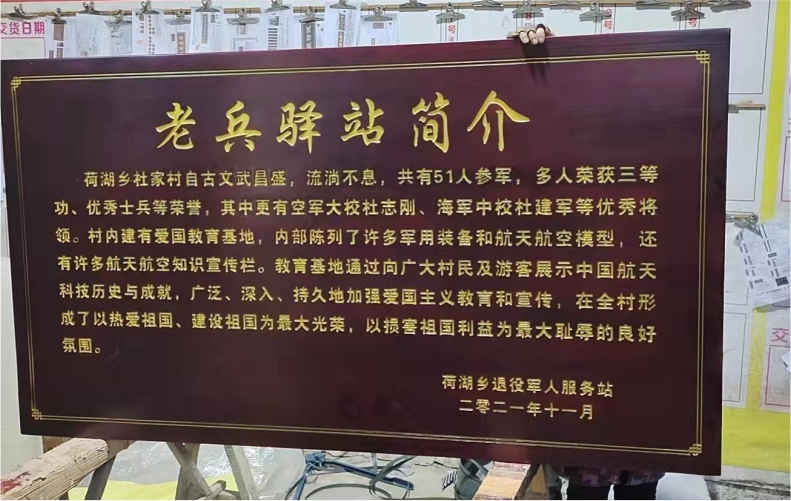 交货日期
老兵驿站简介
荷湖乡杜家村自古文武昌盛，流淌不息，共有51人参军，多人荣获三等
功、优秀士兵等荣誉，其中更有空军大校杜志刚、海军中校杜建军等优秀将
领。村内建有爱国教育基地，内部陈列了许多军用装备和航天航空模型，还
有许多航天航空知识宣传栏。教育基地通过向广大村民及游客展示中国航天
科技历史与成就，广泛、深入、持久地加强爱国主义教育和宣传，在全村形
成了以热爱祖国、建设祖国为最大光荣，以损害祖国利益为最大耻辱的良好
氛围。
荷湖乡退役军人服务站
二零二一年十一月